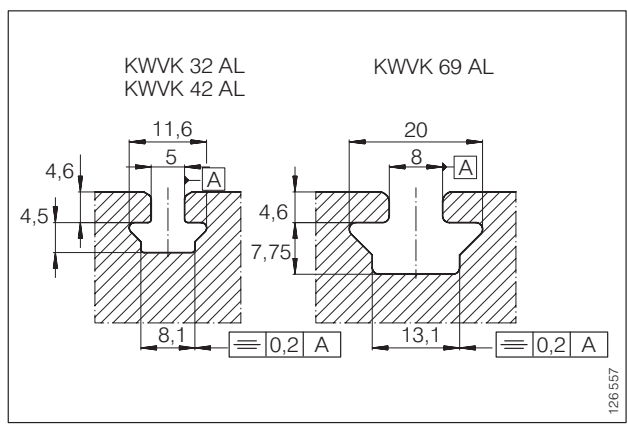 KWVK 32 AL
KWVK 42 AL
KWVK 69 AL
11,6
20
5
8
A
A
4,6
4,5
4,6
7,75
8,1
0,2 A
13,1
0,2 A
126 557